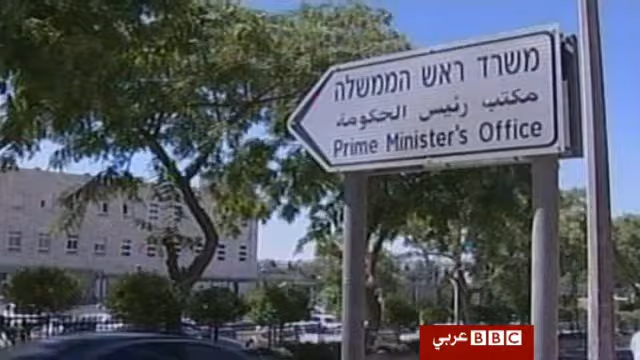 משרד ראש הממשלה
مكتب رئيس الحكومة
Prime Minister's Office
عربي BBC